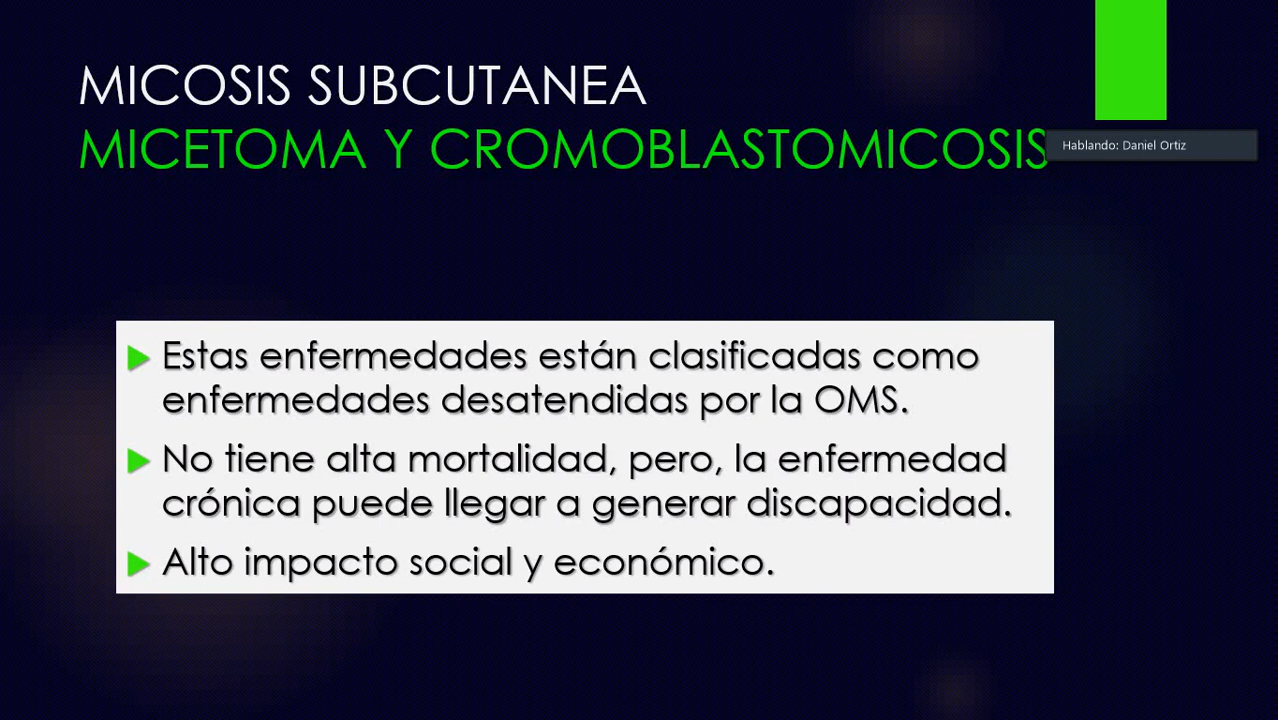 MICOSIS SUBCUTANEA
MICETOMA Y CROMOBLASTOMICOSIS
Hablando: Daniel Ortiz
Estas enfermedades están clasificadas como
enfermedades desatendidas por la OMS.
No tiene alta mortalidad, pero, la enfermedad
crónica puede llegar a generar discapacidad.
Alto impacto social y económico.